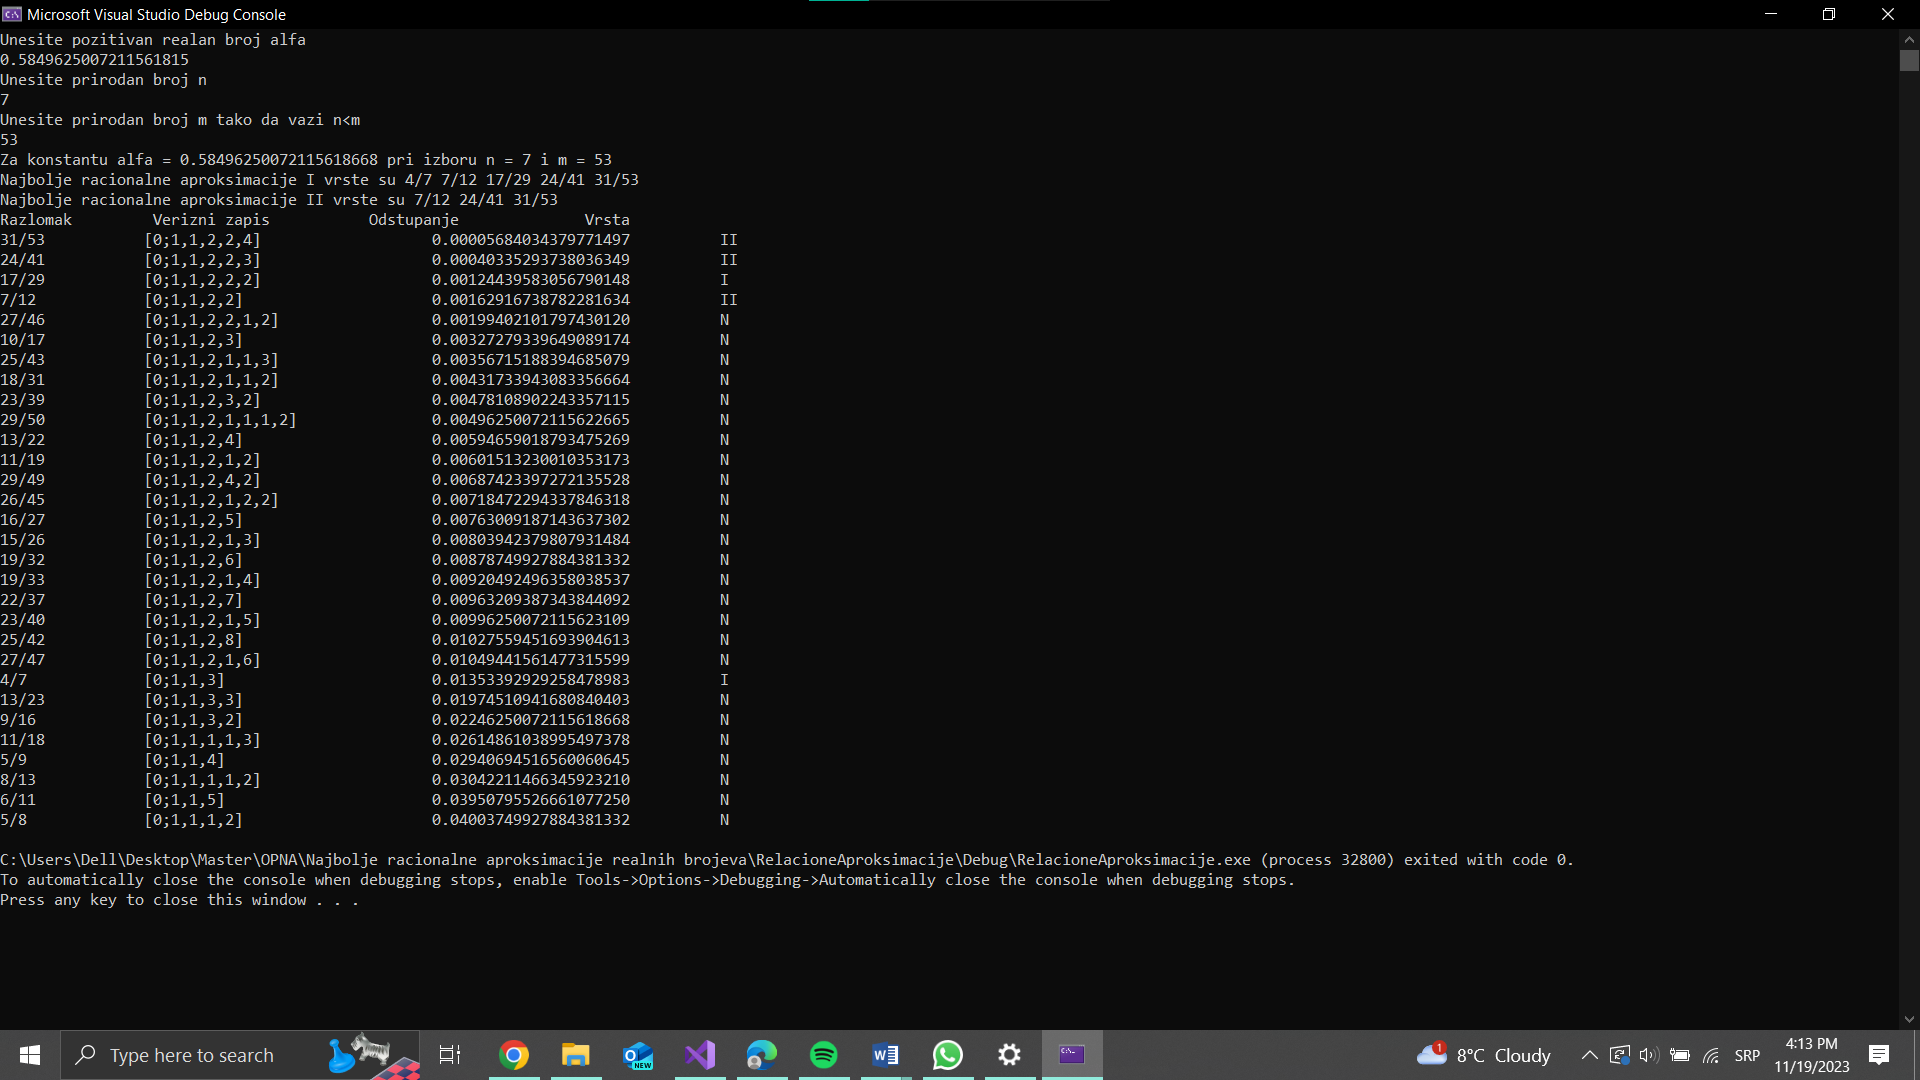 Microsoft Visual Studio Debug Console
Unesite pozitivan realan broj alfa
0.5849625007211561815
Unesite prirodan broj n
7
Unesite prirodan broj m tako da vazi n<m
53
Za konstantu alfa = 0.58496250072115618668 pri izboru n = 7 i m = 53
Najbolje racionalne aproksimacije I vrste su 4/7 7/12 17/29 24/41 31/53
Najbolje racionalne aproksimacije II vrste su 7/12 24/41 31/53
Razlomak Verizni zapis Odstupanje Vrsta
31/53 [0;1,1,2,2,4] 0.00005684034379771497 II
24/41 [0;1,1,2,2,3] 0.00040335293738036349 II
17/29 [0;1,1,2,2,2] 0.00124439583056790148 I
7/12 [0;1,1,2,2] 0.00162916738782281634 II
27/46 [0;1,1,2,2,1,2] 0.00199402101797430120 N
10/17 [0;1,1,2,3] 0.00327279339649089174 N
25/43 [0;1,1,2,1,1,3] 0.00356715188394685079 N
18/31 [0;1,1,2,1,1,2] 0.00431733943083356664 N
23/39 [0;1,1,2,3,2] 0.00478108902243357115 N
29/50 [0;1,1,2,1,1,1,2] 0.00496250072115622665 N
13/22 [0;1,1,2,4] 0.00594659018793475269 N
11/19 [0;1,1,2,1,2] 0.00601513230010353173 N
29/49 [0;1,1,2,4,2] 0.00687423397272135528 N
26/45 [0;1,1,2,1,2,2] 0.00718472294337846318 N
16/27 [0;1,1,2,5] 0.00763009187143637302 N
15/26 [0;1,1,2,1,3] 0.00803942379807931484 N
19/32 [0;1,1,2,6] 0.00878749927884381332 N
19/33 [0;1,1,2,1,4] 0.00920492496358038537 N
22/37 [0;1,1,2,7] 0.00963209387343844092 N
23/40 [0;1,1,2,1,5] 0.00996250072115623109 N
25/42 [0;1,1,2,8] 0.01027559451693904613 N
27/47 [0;1,1,2,1,6] 0.01049441561477315599 N
4/7 [0;1,1,3] 0.01353392929258478983 I
13/23 [0;1,1,3,3] 0.01974510941680840403 N
9/16 [0;1,1,3,2] 0.02246250072115618668 N
11/18 [0;1,1,1,1,3] 0.02614861038995497378 N
5/9 [0;1,1,4] 0.02940694516560060645 N
8/13 [0;1,1,1,1,2] 0.03042211466345923210 N
6/11 [0;1,1,5] 0.03950795526661077250 N
5/8 [0;1,1,1,2] 0.04003749927884381332 N
C:\Users\Dell\Desktop\Master\OPNA\Najbolje racionalne aproksimacije realnih brojeva\RelacioneAproksimacije\Debug\RelacioneAproksimacije.exe (process 32800) exited with code 0.
To automatically close the console when debugging stops, enable Tools->Options->Debugging->Automatically close the console when debugging stops.
Press any key to close this window . . .
Type here to search
NEW
1
8°C Cloudy
SRP
4:13 PM
11/19/2023